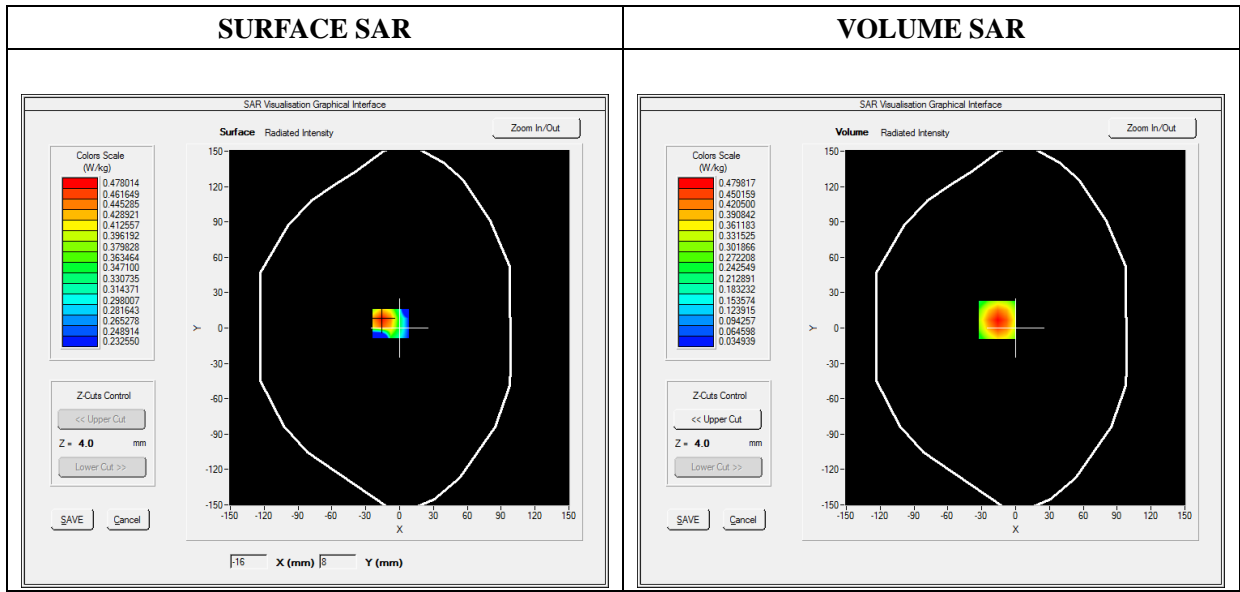 SURFACE SAR
VOLUME SAR
SAR Visualisation Graphical Interface
Surface Radiated Intensity
Zoom In/Out
Colors Scale
(W/kg)
0.478014
0.461649
0.445285
0.428921
0.412557
0.396192
0.379828
0.363464
0.347100
0.330735
0.314371
0.298007
0.281643
0.265278
0.248914
0.232550
Z-Cuts Control
<< Upper Cut
Z = 4.0 mm
Lower Cut >>
SAVE Cancel
150
120
90
60
30
0
-30
-60
-90
-120
-150
Y
-150 -120 -90 -60 -30 0 30 60 90 120 150
X
-16 X (mm) 8 Y (mm)
SAR Visualisation Graphical Interface
Volume Radiated Intensity
Zoom In/Out
Colors Scale
(W/kg)
0.479817
0.450159
0.420500
0.390842
0.361183
0.331525
0.301866
0.272208
0.242549
0.212891
0.183232
0.153574
0.123915
0.094257
0.064598
0.034939
Z-Cuts Control
<< Upper Cut
Z = 4.0 mm
Lower Cut >>
SAVE Cancel
150
120
90
60
30
0
-30
-60
-90
-120
-150
Y
-150 -120 -90 -60 -30 0 30 60 90 120 150
X